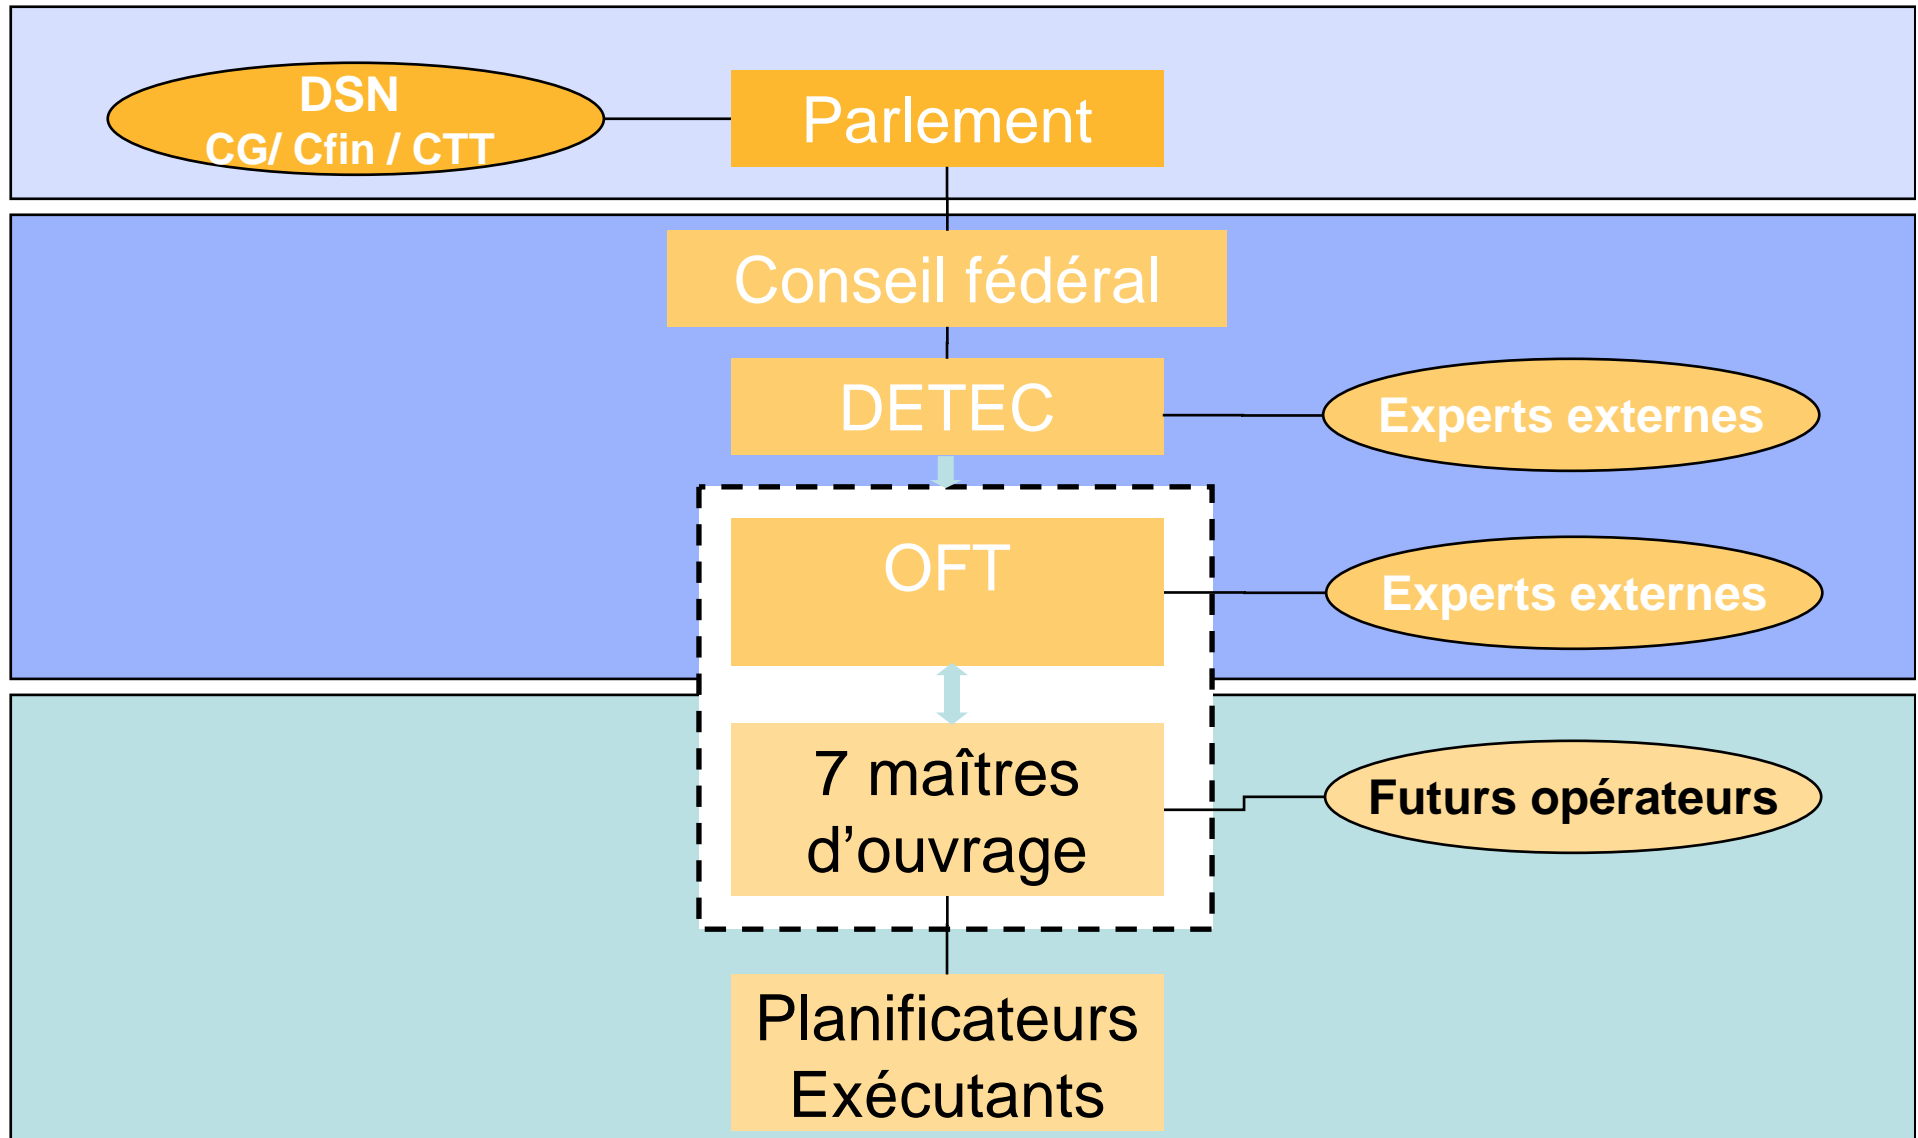 DSN
CG/ Cfin / CTT
Parlement
Conseil fédéral
DETEC
Experts externes
OFT
Experts externes
7 maîtres
d’ouvrage
Futurs opérateurs
Planificateurs
Exécutants